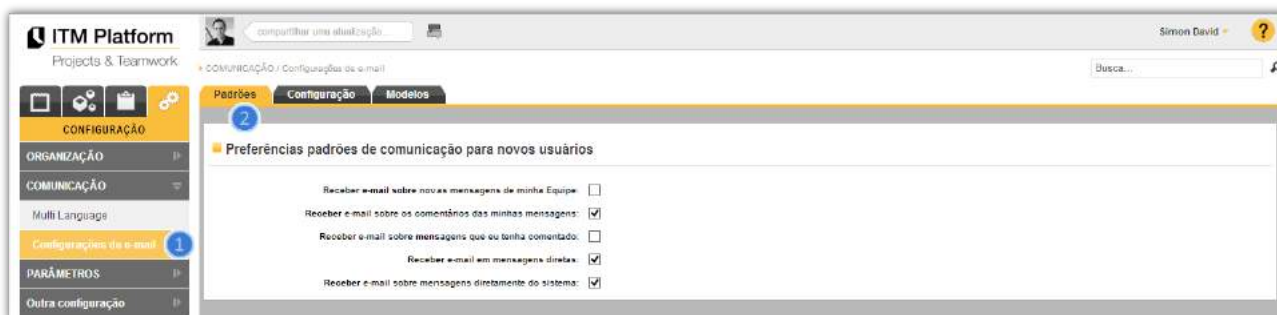 ITM Platform
Projects & Teamwork
compartilhar uma atualização...
Simon David
?
COMUNICAÇÃO / Configurações de e-mail
Busca...
Padrões
Configuração
Modelos
2
CONFIGURAÇÃO
ORGANIZAÇÃO
COMUNICAÇÃO
Multi Language
Configurações de e-mail
1
PARÂMETROS
Outra configuração
Preferências padrões de comunicação para novos usuários
Receber e-mail sobre novas mensagens de minha Equipe:
Receber e-mail sobre os comentários das minhas mensagens:
Receber e-mail sobre mensagens que eu tenha comentado:
Receber e-mail em mensagens diretas:
Receber e-mail sobre mensagens diretamente do sistema: